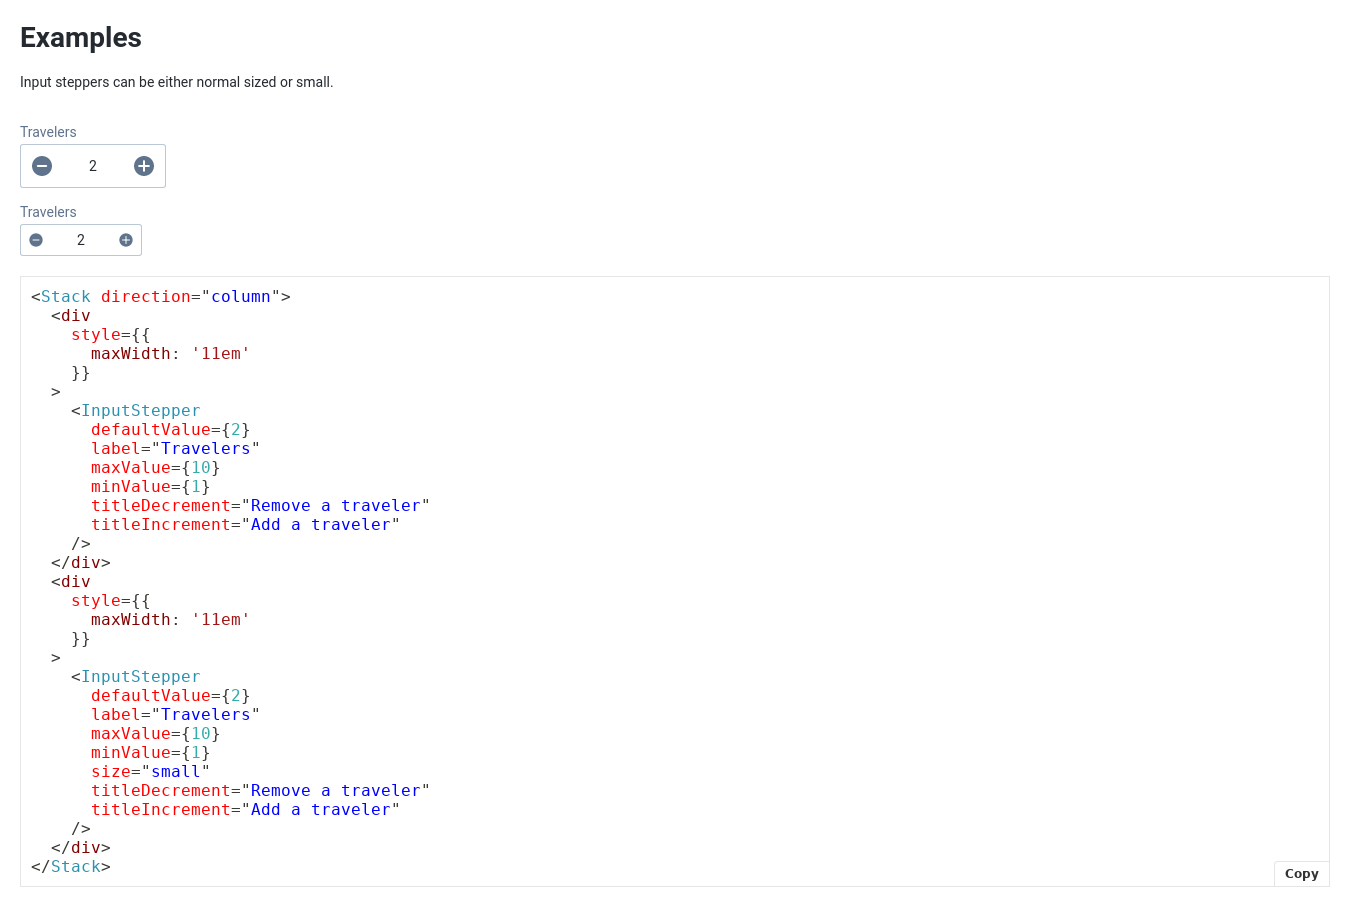 Examples
Input steppers can be either normal sized or small.
Travelers
2
Travelers
2
<Stack direction="column">
  <div
    style={{
      maxWidth: '11em'
    }}
  >
    <InputStepper
      defaultValue={2}
      label="Travelers"
      maxValue={10}
      minValue={1}
      titleDecrement="Remove a traveler"
      titleIncrement="Add a traveler"
    />
  </div>
  <div
    style={{
      maxWidth: '11em'
    }}
  >
    <InputStepper
      defaultValue={2}
      label="Travelers"
      maxValue={10}
      minValue={1}
      size="small"
      titleDecrement="Remove a traveler"
      titleIncrement="Add a traveler"
    />
  </div>
</Stack>
Copy